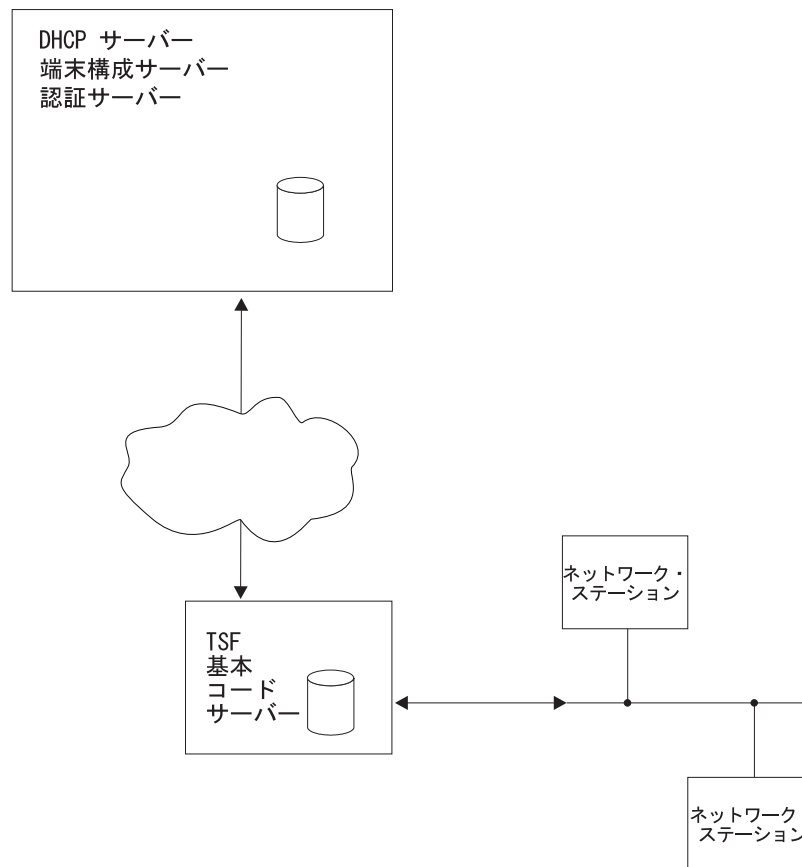 DHCP サーバー
端末構成サーバー
認証サーバー
ネットワーク・
ステーション
TSF
基本
コード
サーバー
ネットワーク・
ステーション